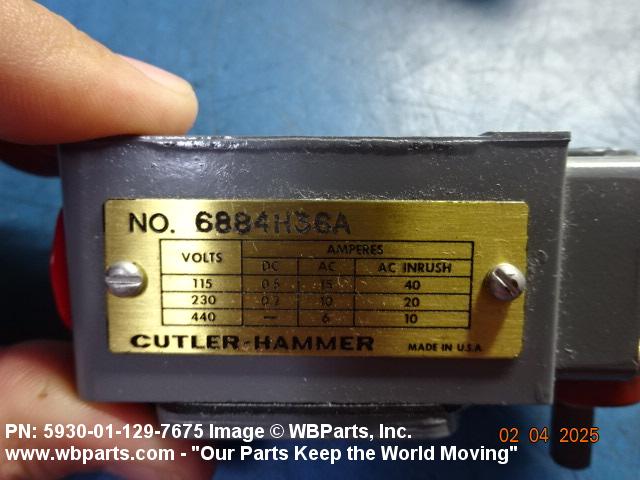 NO. 6884H36A
VOLTS AMPERES
DC AC AC INRUSH
115 0.5 15 40
230 0.2 10 20
440 — 6 10
CUTLER-HAMMER MADE IN U.S.A.
PN: 5930-01-129-7675 Image © WBParts, Inc.
02 04 2025
www.wbparts.com - "Our Parts Keep the World Moving"